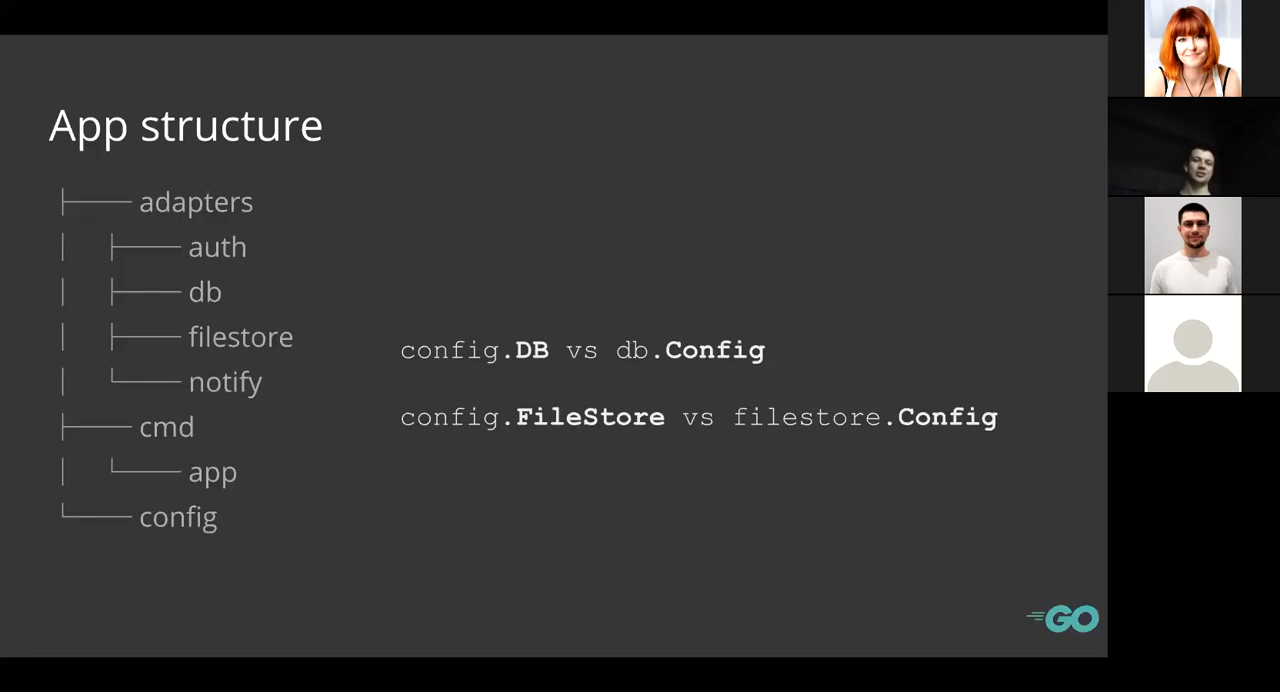 App structure
adapters
auth
db
filestore
notify
cmd
app
config
config.DB vs db.Config
config.FileStore vs filestore.Config
GO